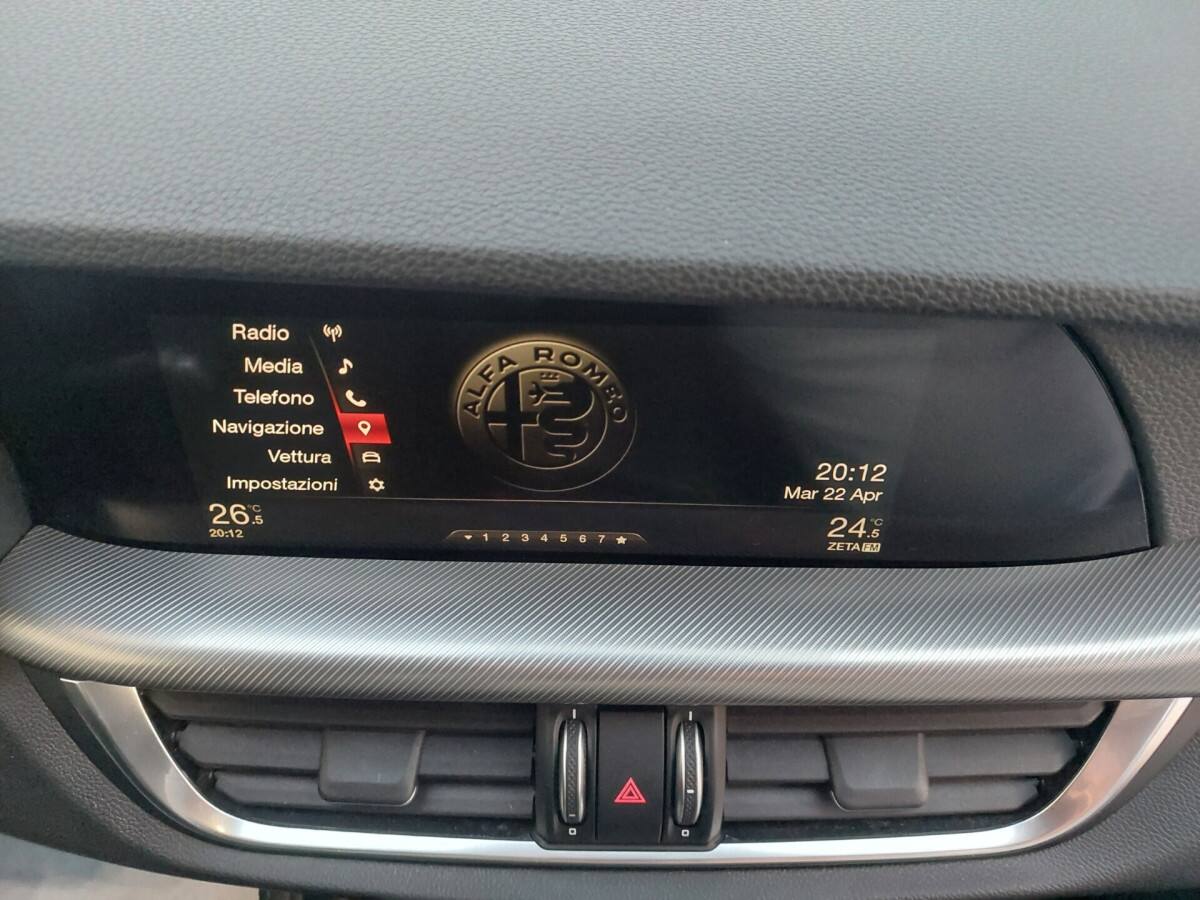 Radio
Media
Telefono
Navigazione
Vettura
Impostazioni
ALFA ROMEO
20:12
Mar 22 Apr
26.5 °C
20:12
1 2 3 4 5 6 7
24.5 °C
ZETA FM